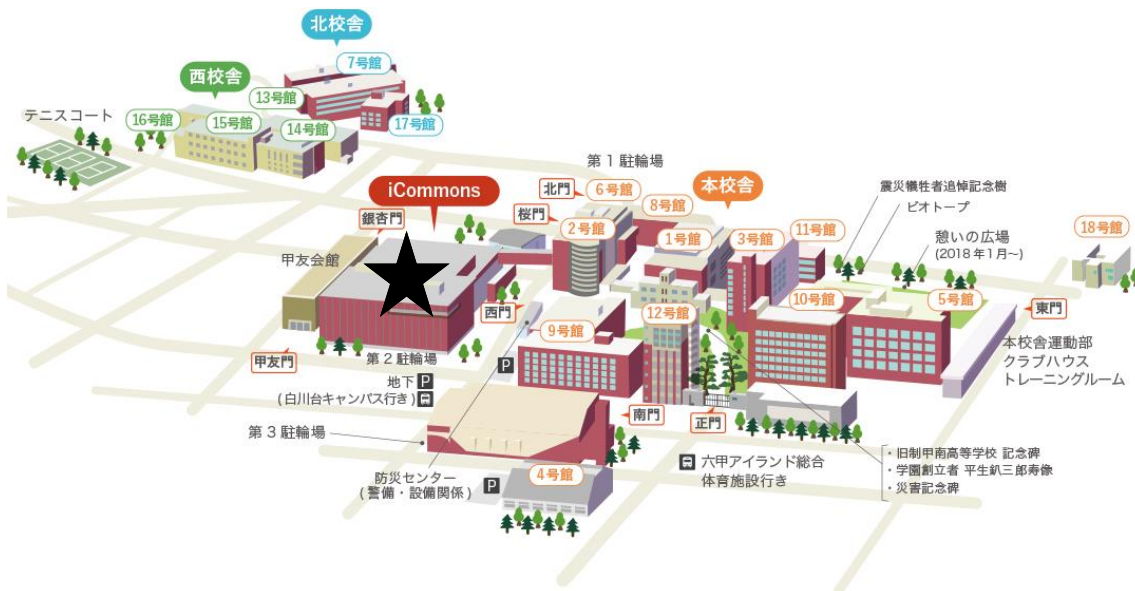 北校舎
7号館
西校舎
13号館
テニスコート
16号館
15号館
14号館
17号館
第1駐輪場
iCommons
北門
6号館
本校舎
震災犠牲者追悼記念樹
銀杏門
桜門
8号館
ビオトープ
2号館
1号館
3号館
11号館
憩いの広場
(2018年1月~)
18号館
甲友会館
西門
10号館
5号館
東門
9号館
12号館
本校舎運動部
クラブハウス
トレーニングルーム
甲友門
第2駐輪場
P
地下 P
(白川台キャンパス行き)
南門
正門
第3駐輪場
・旧制甲南高等学校 記念碑
・学園創立者 平生釟三郎寿像
・災害記念碑
六甲アイランド総合
体育施設行き
防災センター
(警備・設備関係)
P
4号館